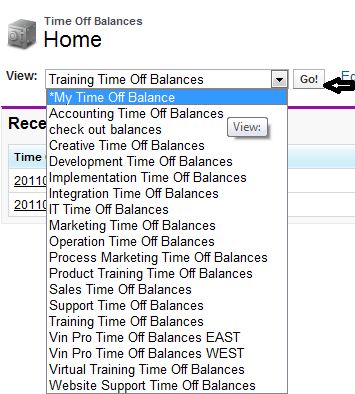 Time Off Balances
Home
View: Training Time Off Balances Go!
*My Time Off Balance
Accounting Time Off Balances
check out balances
View:
Creative Time Off Balances
Development Time Off Balances
Implementation Time Off Balances
Integration Time Off Balances
IT Time Off Balances
Marketing Time Off Balances
Operation Time Off Balances
Process Marketing Time Off Balances
Product Training Time Off Balances
Sales Time Off Balances
Support Time Off Balances
Training Time Off Balances
Vin Pro Time Off Balances EAST
Vin Pro Time Off Balances WEST
Virtual Training Time Off Balances
Website Support Time Off Balances
Rece
Time
20110
20110